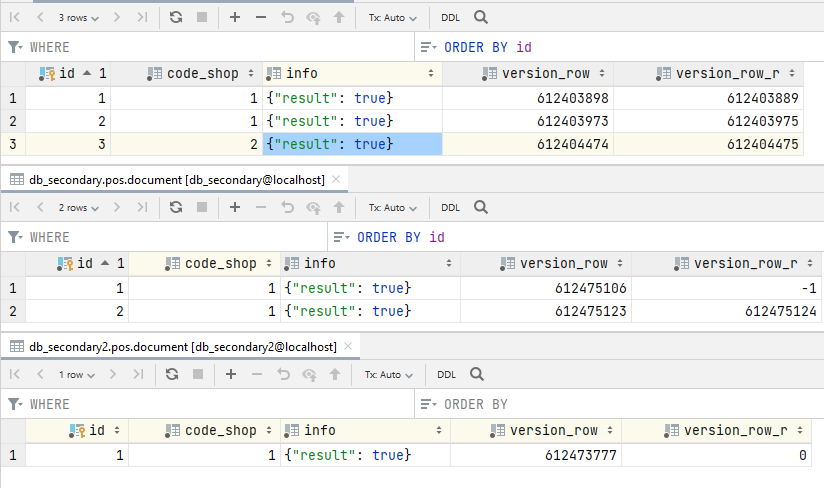 3 rows Tx: Auto DDL
WHERE ORDER BY id
id 1 code_shop info version_row version_row_r
1 1 1 {"result": true} 612403898 612403889
2 2 1 {"result": true} 612403973 612403975
3 3 2 {"result": true} 612404474 612404475
db_secondary.pos.document [db_secondary@localhost]
2 rows Tx: Auto DDL
WHERE ORDER BY id
id 1 code_shop info version_row version_row_r
1 1 1 {"result": true} 612475106 -1
2 2 1 {"result": true} 612475123 612475124
db_secondary2.pos.document [db_secondary2@localhost]
1 row Tx: Auto DDL
WHERE ORDER BY
id code_shop info version_row version_row_r
1 1 1 {"result": true} 612473777 0